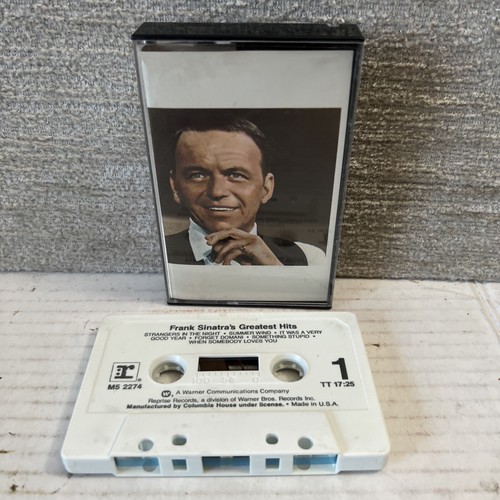 Frank Sinatra's Greatest Hits
STRANGERS IN THE NIGHT • SUMMER WIND • IT WAS A VERY
GOOD YEAR • FORGET DOMANI • SOMETHING STUPID •
WHEN SOMEBODY LOVES YOU
r:
M5 2274
1
TT 17:25
A Warner Communications Company
Reprise Records, a division of Warner Bros. Records Inc.
Manufactured by Columbia House under license. • Made in U.S.A.